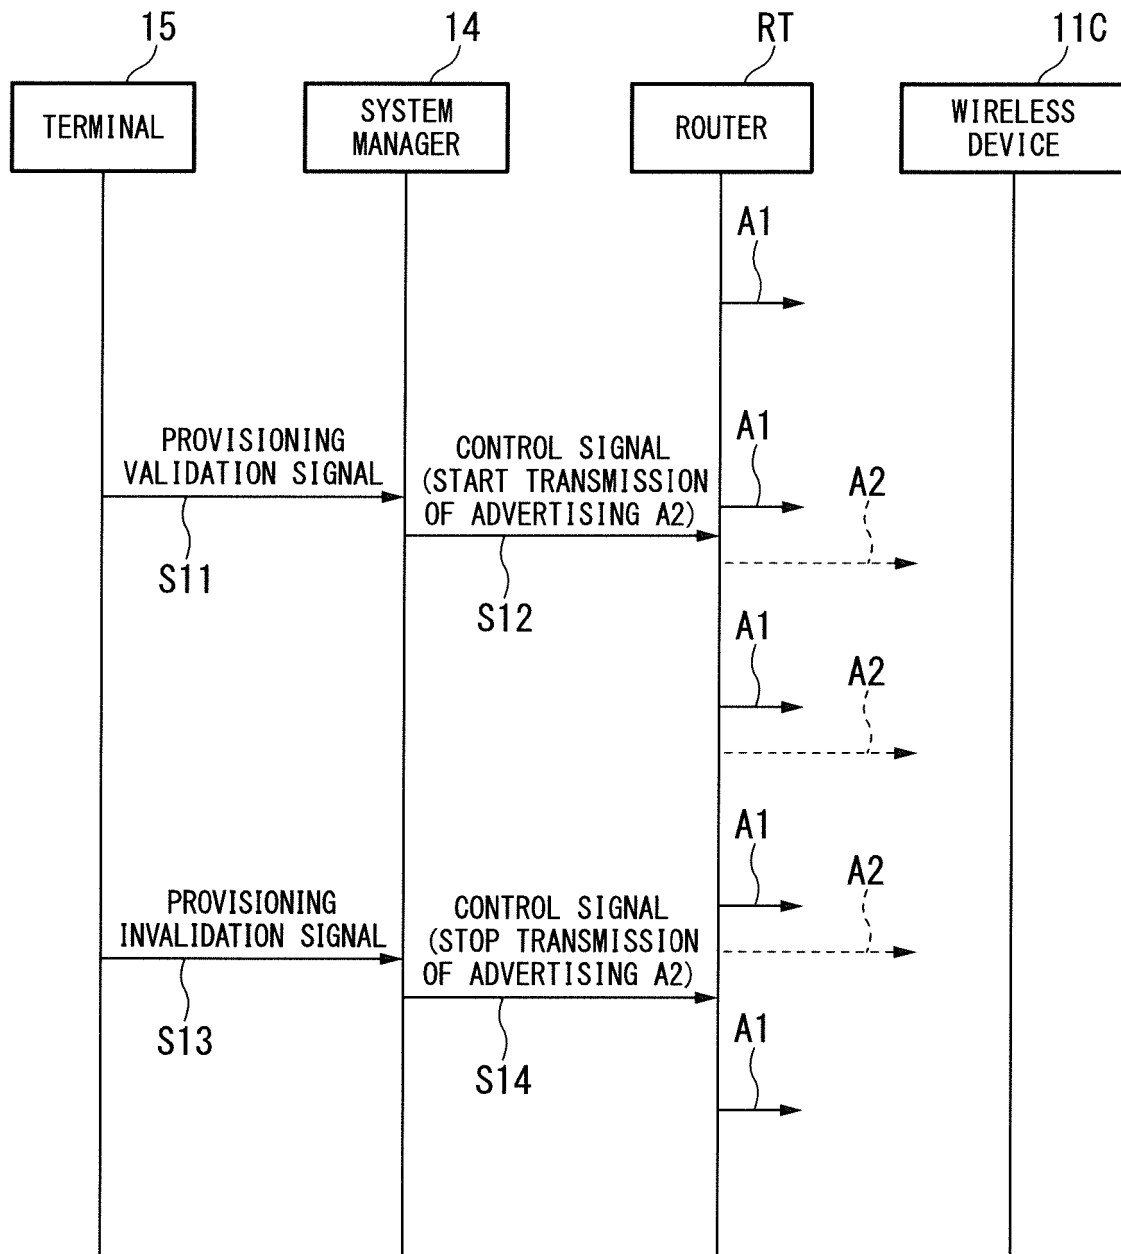 15
14
RT
11C
TERMINAL
SYSTEM
MANAGER
ROUTER
WIRELESS
DEVICE
A1
PROVISIONING
VALIDATION SIGNAL
S11
CONTROL SIGNAL
(START TRANSMISSION
OF ADVERTISING A2)
S12
A1
A2
A1
A2
A1
A2
PROVISIONING
INVALIDATION SIGNAL
S13
CONTROL SIGNAL
(STOP TRANSMISSION
OF ADVERTISING A2)
S14
A1